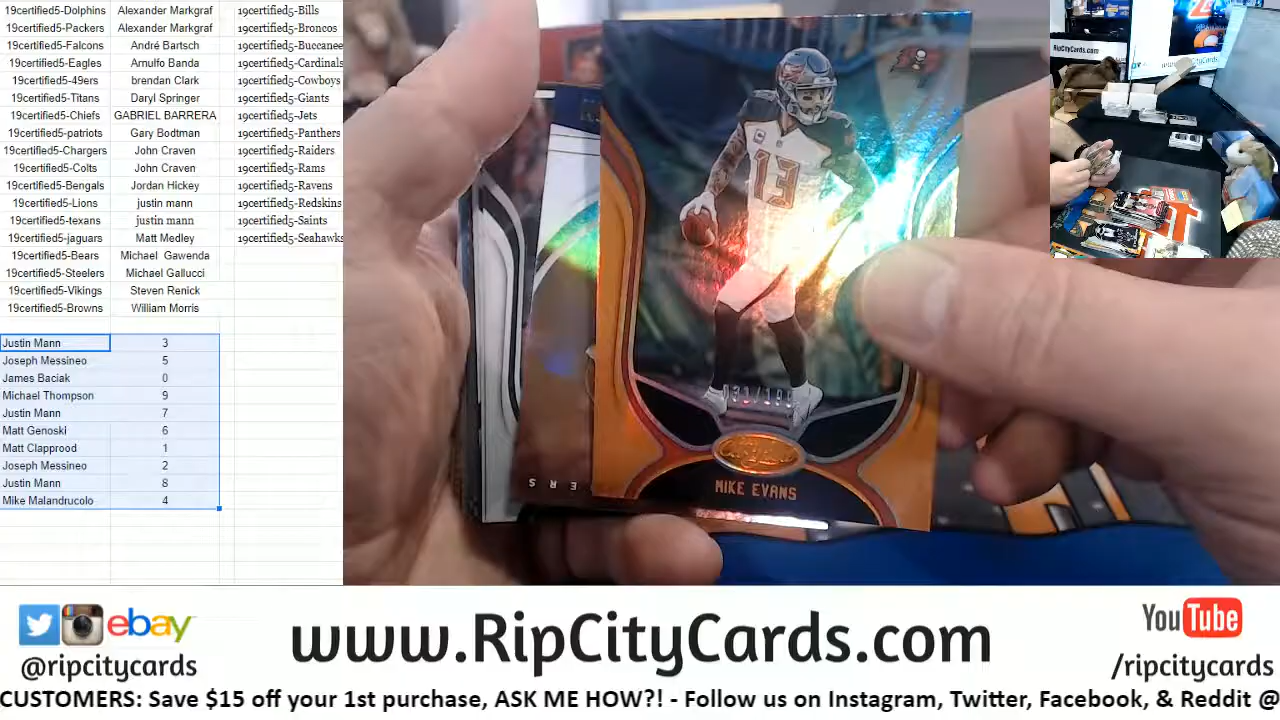 19certified5-Dolphins Alexander Markgraf 19certified5-Bills
19certified5-Packers Alexander Markgraf 19certified5-Broncos
19certified5-Falcons André Bartsch 19certified5-Buccanee
19certified5-Eagles Arnulfo Banda 19certified5-Cardinals
19certified5-49ers brendan Clark 19certified5-Cowboys
19certified5-Titans Daryl Springer 19certified5-Giants
19certified5-Chiefs GABRIEL BARRERA 19certified5-Jets
19certified5-patriots Gary Bodtman 19certified5-Panthers
19certified5-Chargers John Craven 19certified5-Raiders
19certified5-Colts John Craven 19certified5-Rams
19certified5-Bengals Jordan Hickey 19certified5-Ravens
19certified5-Lions justin mann 19certified5-Redskins
19certified5-texans justin mann 19certified5-Saints
19certified5-jaguars Matt Medley 19certified5-Seahawks
19certified5-Bears Michael Gawenda
19certified5-Steelers Michael Gallucci
19certified5-Vikings Steven Renick
19certified5-Browns William Morris
Justin Mann 3
Joseph Messineo 5
James Baciak 0
Michael Thompson 9
Justin Mann 7
Matt Genoski 6
Matt Clapprood 1
Joseph Messineo 2
Justin Mann 8
Mike Malandrucolo 4
13
MIKE EVANS
E R S
RipCityCards.com
ebay
@ripcitycards
www.RipCityCards.com
YouTube
/ripcitycards
CUSTOMERS: Save $15 off your 1st purchase, ASK ME HOW?! - Follow us on Instagram, Twitter, Facebook, & Reddit @